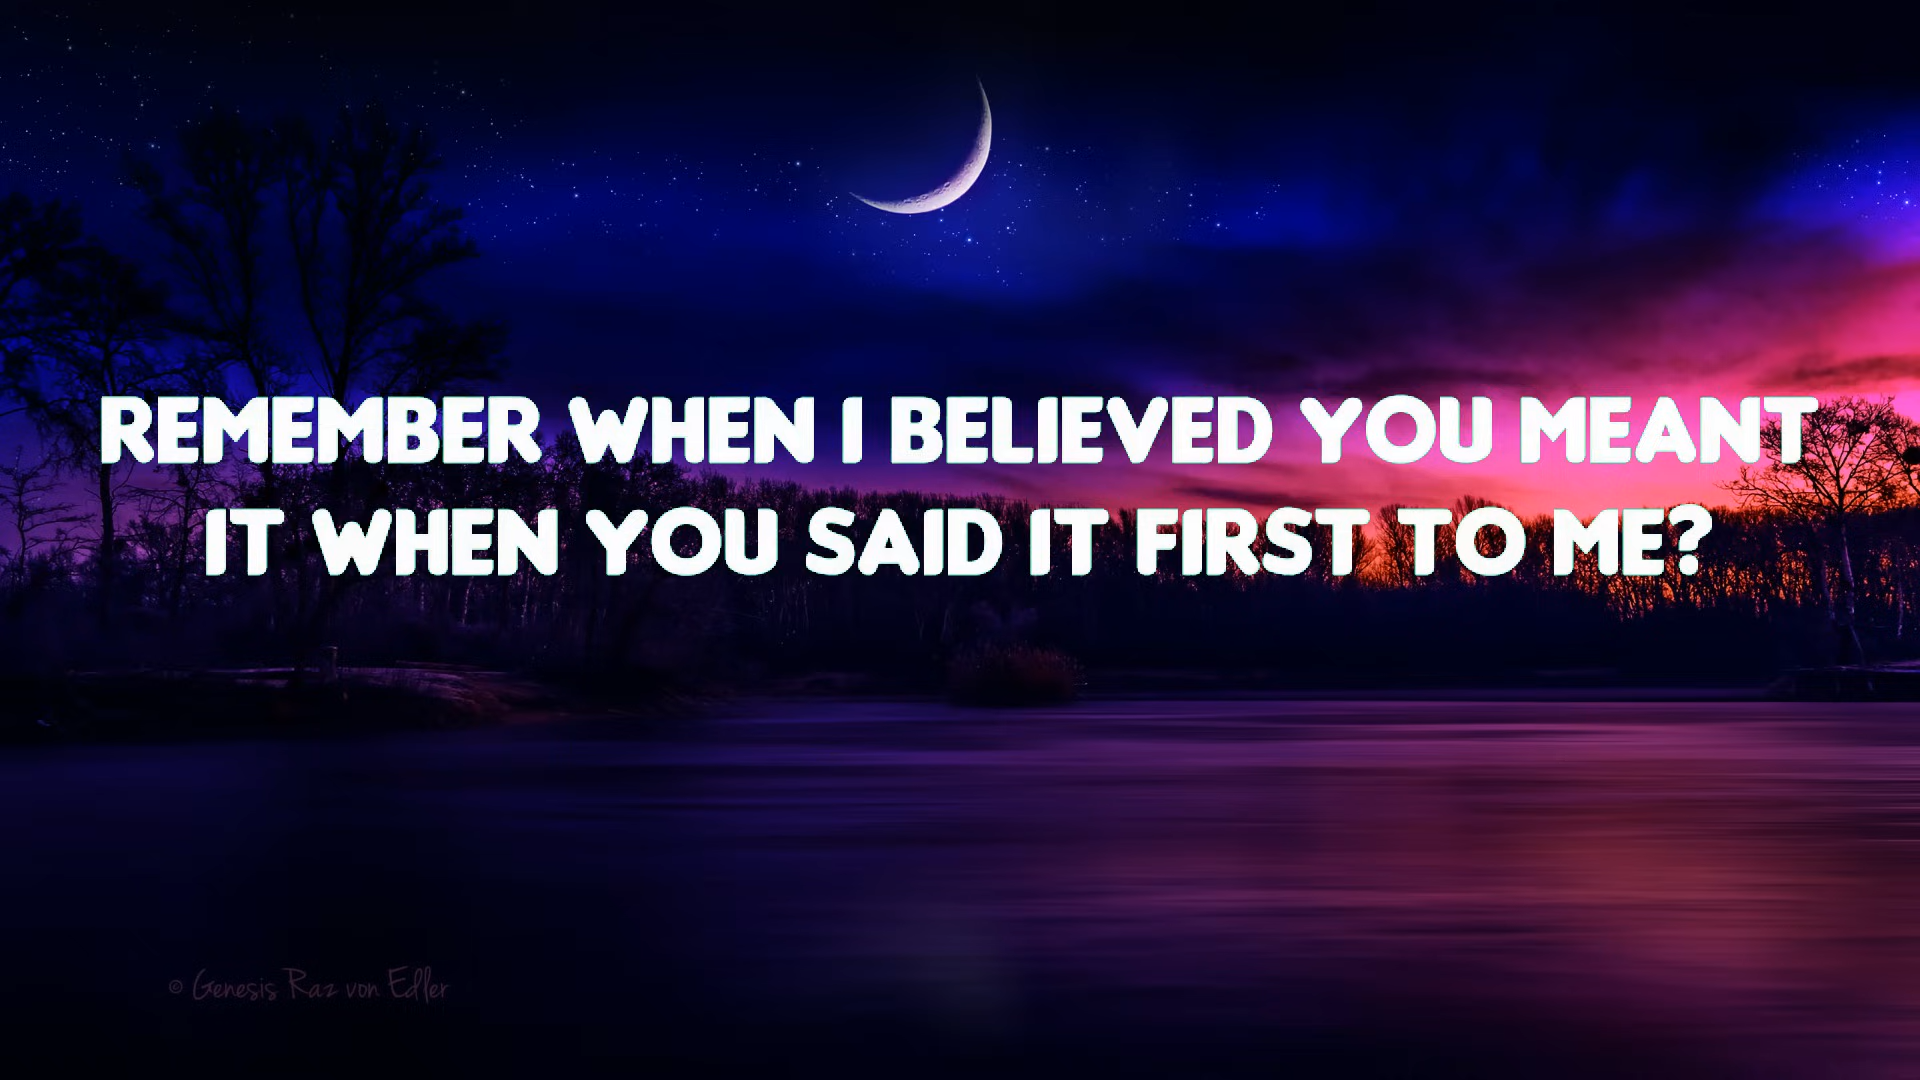 REMEMBER WHEN I BELIEVED YOU MEANT
IT WHEN YOU SAID IT FIRST TO ME?
© Genesis Raz von Edler